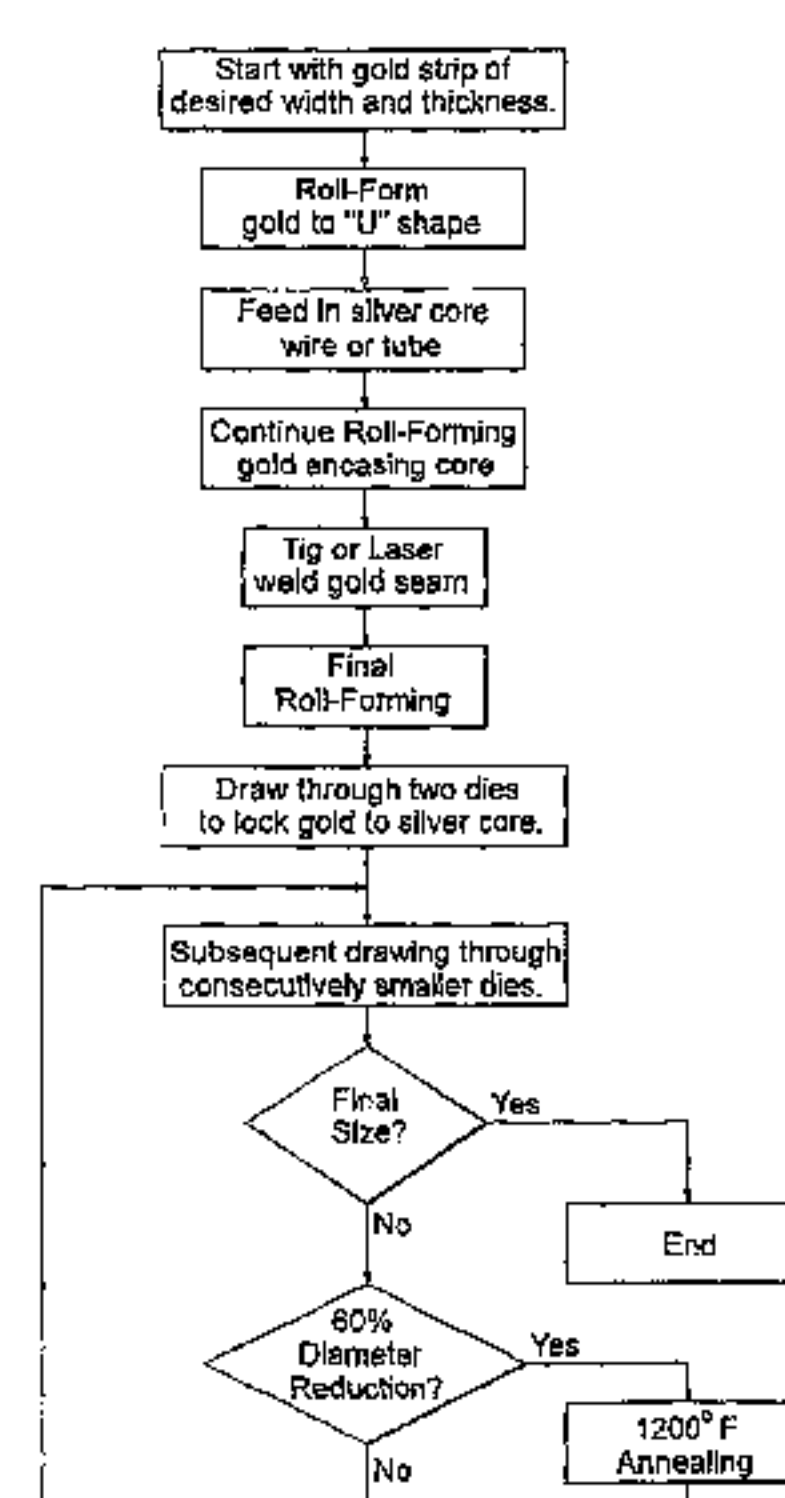 Start with gold strip of
desired width and thickness.
Roll-Form
gold to "U" shape
Feed in silver core
wire or tube
Continue Roll-Forming
gold encasing core
Tig or Laser
weld gold seam
Final
Roll-Forming
Draw through two dies
to lock gold to silver core.
Subsequent drawing through
consecutively smaller dies.
Final
Size?
Yes
No
End
60%
Diameter
Reduction?
Yes
1200° F
Annealing
No